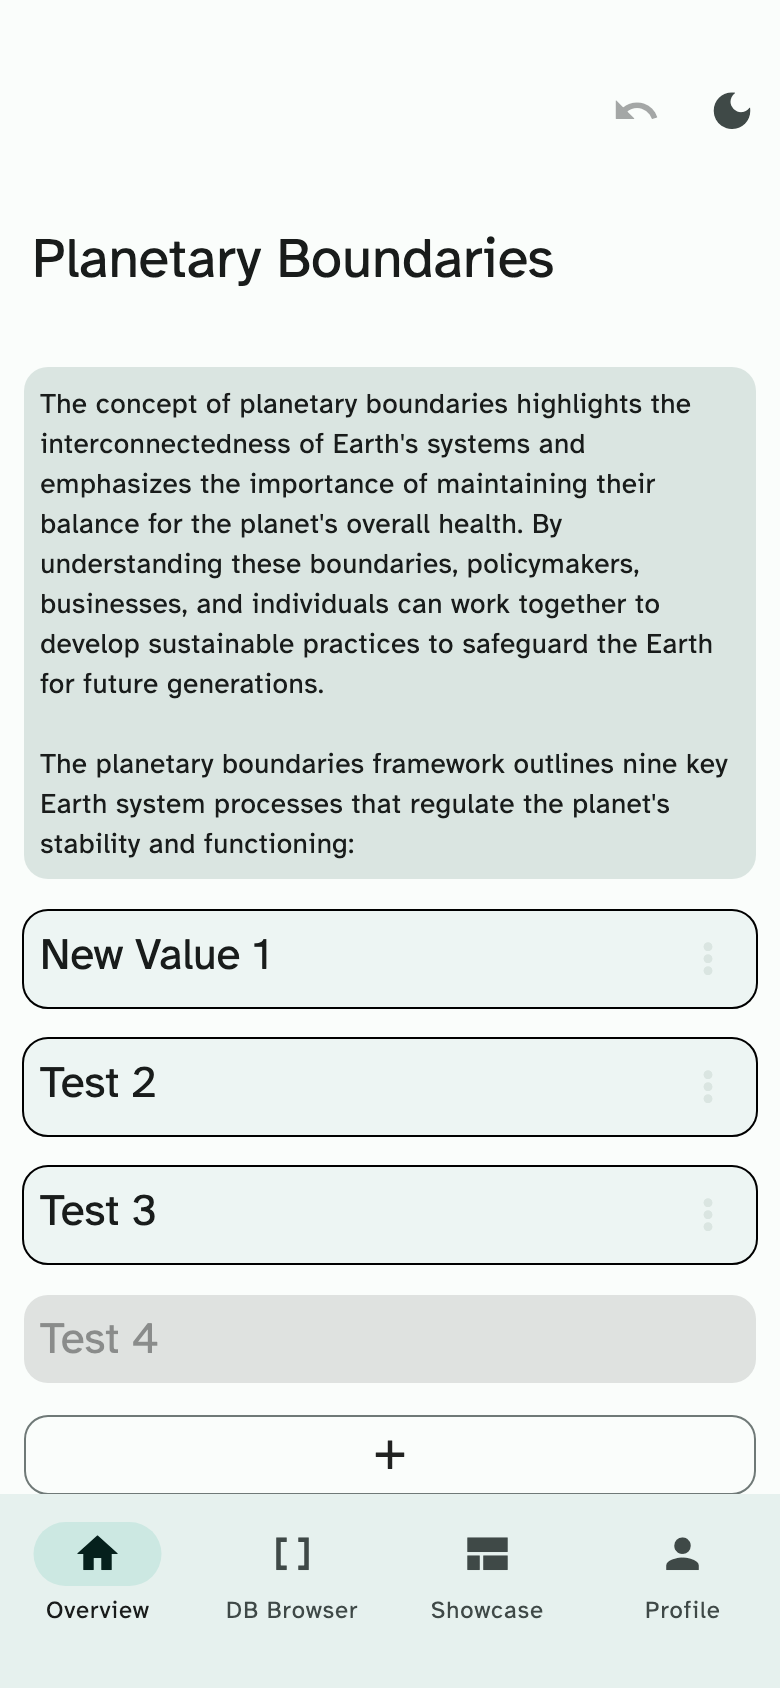 Planetary Boundaries
The concept of planetary boundaries highlights the
interconnectedness of Earth's systems and
emphasizes the importance of maintaining their
balance for the planet's overall health. By
understanding these boundaries, policymakers,
businesses, and individuals can work together to
develop sustainable practices to safeguard the Earth
for future generations.
The planetary boundaries framework outlines nine key
Earth system processes that regulate the planet's
stability and functioning:
New Value 1
Test 2
Test 3
Test 4
+
Overview
DB Browser
Showcase
Profile